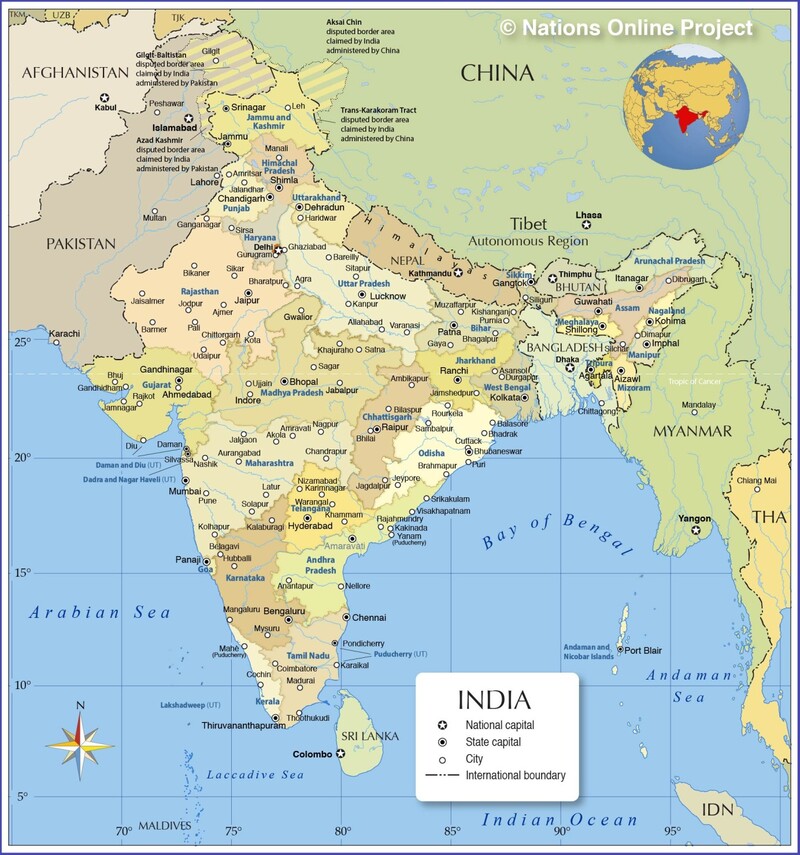 TKM
UZB
TJK
© Nations Online Project
Aksai Chin
disputed border area
claimed by India
administered by China
Gilgit-Baltistan
disputed border area
claimed by India
administered by Pakistan
Gilgit
AFGHANISTAN
CHINA
Kabul
Peshawar
Islamabad
Srinagar
Leh
Jammu and
Kashmir
Trans-Karakoram Tract
disputed border area
claimed by India
administered by China
Azad Kashmir
disputed border area
claimed by India
administered by Pakistan
Jammu
Manali
Himachal
Pradesh
Shimla
Lahore
Amritsar
Jalandhar
Chandigarh
Punjab
Uttarakhand
Dehradun
Haridwar
Multan
Ganganagar
Sirsa
Haryana
Delhi
Ghaziabad
Gurugram
PAKISTAN
Himalayas
NEPAL
Kathmandu
Tibet
Autonomous Region
Lhasa
Sikkim
Gangtok
Thimphu
BHUTAN
Arunachal Pradesh
Itanagar
Dibrugarh
Bikaner
Sikar
Bharatpur
Agra
Bareilly
Sitapur
Uttar Pradesh
Lucknow
Kanpur
Rajasthan
Jaisalmer
Jodpur
Jaipur
Ajmer
Pali
Barmer
Chittorgarh
Kota
Udaipur
Gwalior
Allahabad
Varanasi
Muzaffarpur
Kishanganj
Purnia
Siliguri
Patna
Bihar
Gaya
Bhagalpur
Guwahati
Assam
Nagaland
Kohima
Meghalaya
Shillong
Dimapur
Imphal
Silchar
Manipur
Karachi
25°
BANGLADESH
Dhaka
Tripura
Agartala
Aizawl
Mizoram
Chittagong
Khajuraho
Satna
Sagar
Jharkhand
Ranchi
Asansol
Durgapur
West Bengal
Kolkata
Jamshedpur
Tropic of Cancer
Mandalay
MYANMAR
Bhuj
Gandhidham
Gandhinagar
Gujarat
Ahmedabad
Rajkot
Jamnagar
Ujjain
Indore
Bhopal
Madhya Pradesh
Jabalpur
Ambikapur
Chhattisgarh
Bilaspur
Raipur
Bhilai
Rourkela
Sambalpur
Balasore
Bhadrak
Cuttack
Bhubaneswar
Puri
Odisha
Brahmapur
Jeypore
Jagdalpur
Diu
Daman
Silvassa
Daman and Diu (UT)
Dadra and Nagar Haveli (UT)
20°
Jalgaon
Akola
Amravati
Nagpur
Aurangabad
Chandrapur
Nashik
Maharashtra
Mumbai
Pune
Latur
Solapur
Nizamabad
Karimnagar
Warangal
Telangana
Hyderabad
Khammam
Srikakulam
Visakhapatnam
Rajahmundry
Kakinada
Yanam
(Puducherry)
Amaravati
Chiang Mai
THA
Yangon
Bay of Bengal
Kolhapur
Kalaburagi
Belagavi
Hubballi
Panaji
Goa
Karnataka
Andhra
Pradesh
Anantapur
Nellore
15°
Arabian Sea
Mangaluru
Bengaluru
Mysuru
Chennai
Mahé
(Puducherry)
Pondicherry
Puducherry (UT)
Tamil Nadu
Coimbatore
Karaikal
Cochin
Madurai
Kerala
Lakshadweep (UT)
Thiruvananthapuram
Thoothukudi
10°
Andaman and
Nicobar Islands
Port Blair
Andaman
Sea
N
SRI LANKA
Colombo
Laccadive Sea
INDIA
National capital
State capital
City
International boundary
5°
IDN
Indian Ocean
70°
MALDIVES
75°
80°
85°
90°
95°